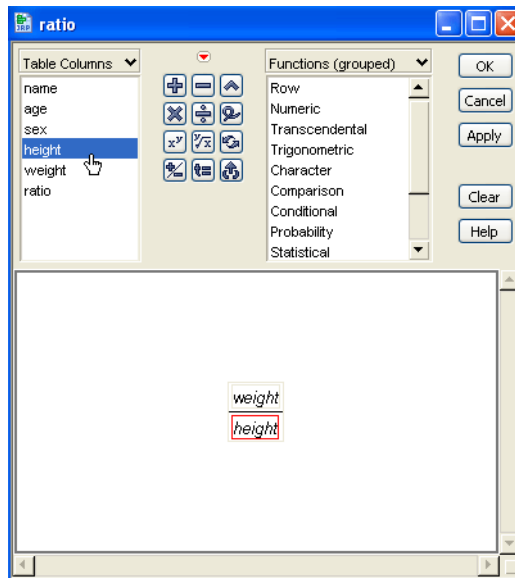 ratio
Table Columns
name
age
sex
height
weight
ratio
Functions (grouped)
Row
Numeric
Transcendental
Trigonometric
Character
Comparison
Conditional
Probability
Statistical
OK
Cancel
Apply
Clear
Help
weight
height